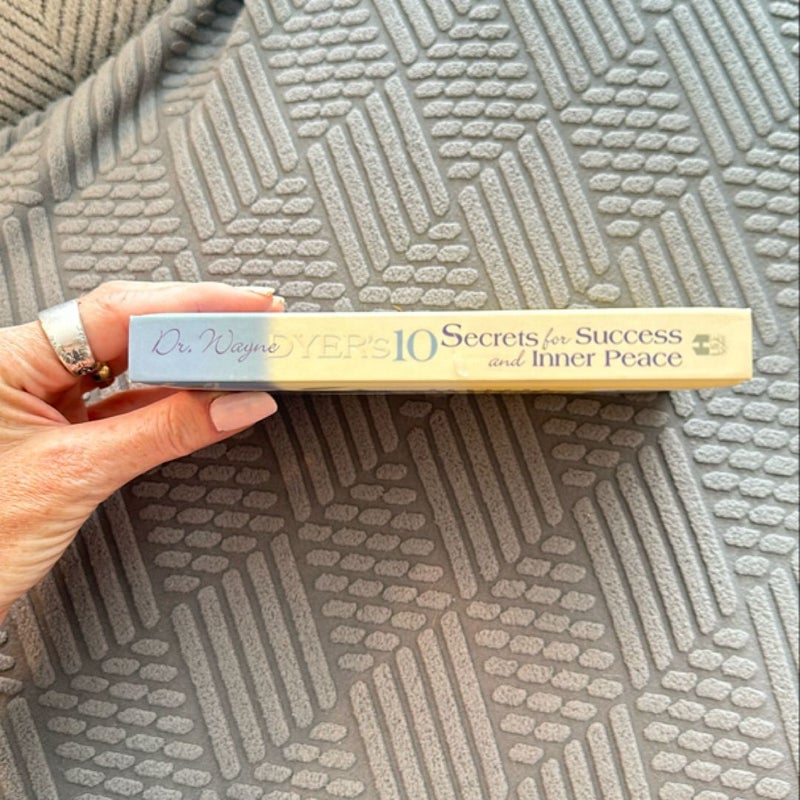 Dr. Wayne DYER'S 10 Secrets for Success
and Inner Peace